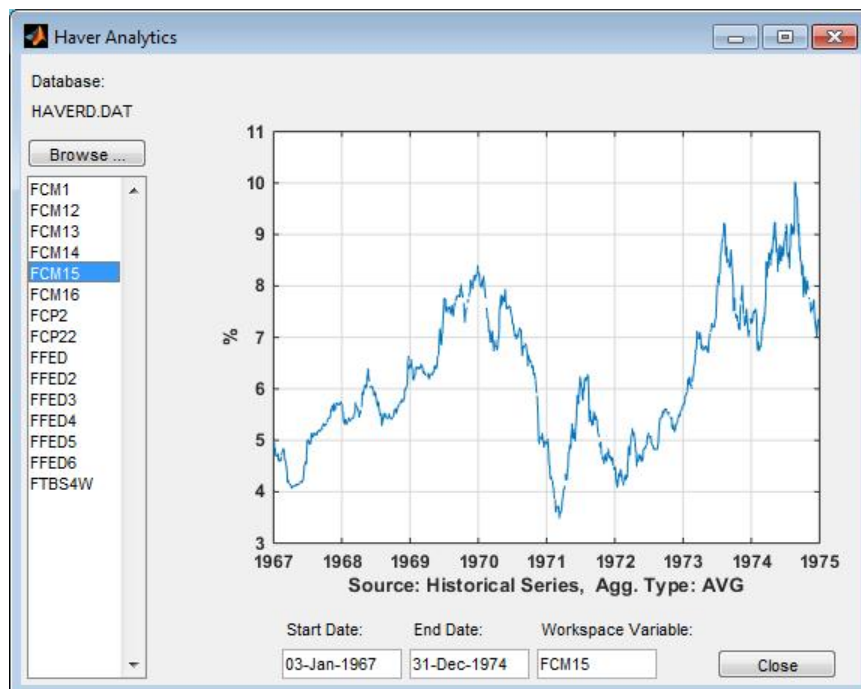 Haver Analytics
Database:
HAVERD.DAT
Browse ...
FCM1
FCM12
FCM13
FCM14
FCM15
FCM16
FCP2
FCP22
FFED
FFED2
FFED3
FFED4
FFED5
FFED6
FTBS4W
11
10
9
8
7
6
5
4
3
%
1967 1968 1969 1970 1971 1972 1973 1974 1975
Source: Historical Series, Agg. Type: AVG
Start Date: End Date: Workspace Variable:
03-Jan-1967 31-Dec-1974 FCM15 Close